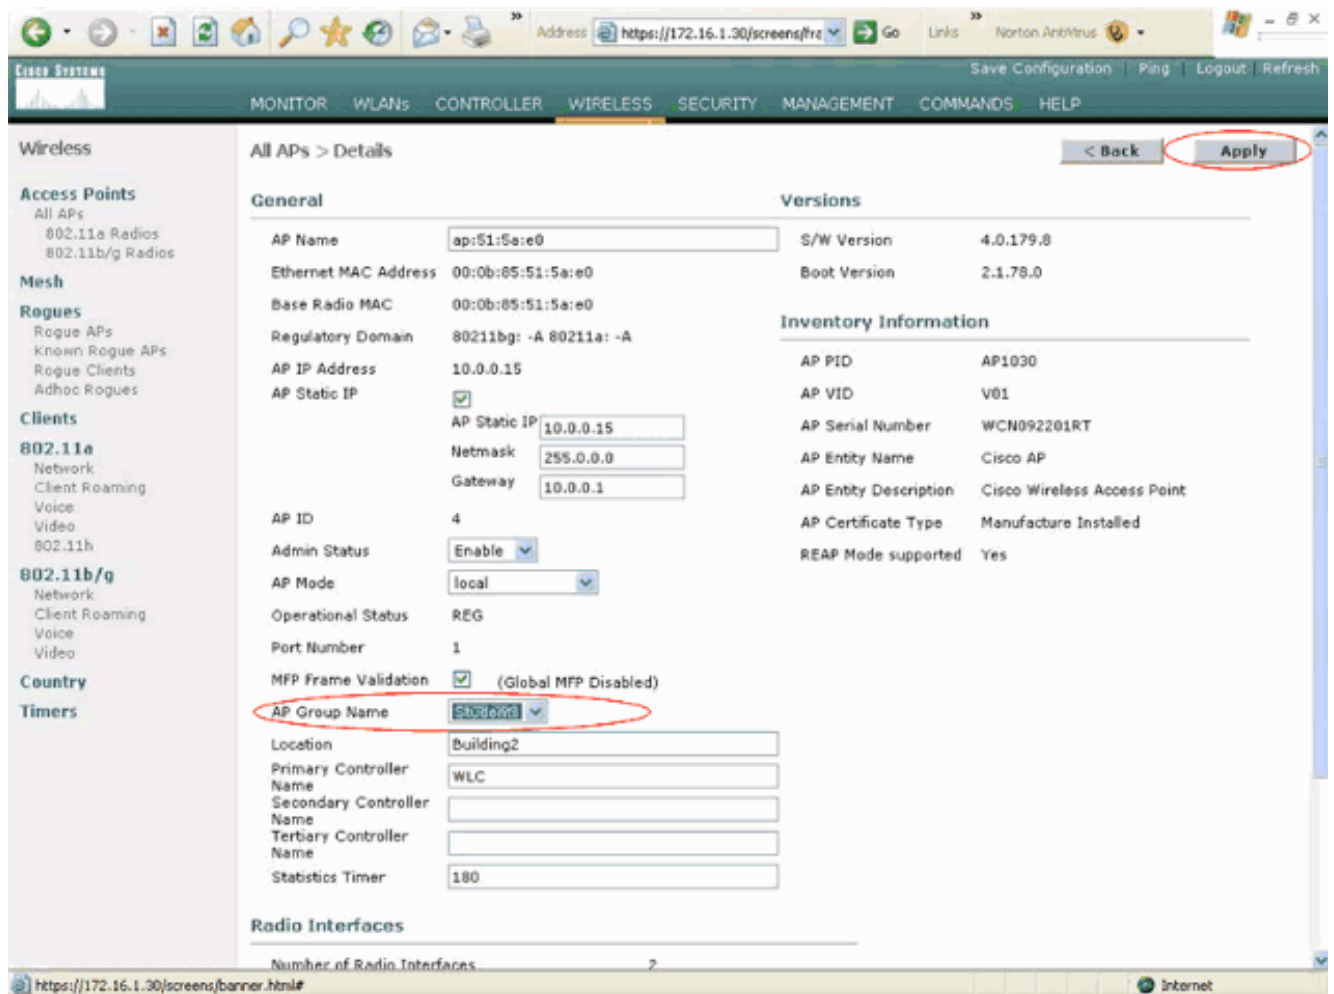 Address https://172.16.1.30/screens/fra Go Links Norton AntiVirus
CISCO SYSTEMS
Save Configuration Ping Logout Refresh
MONITOR WLANs CONTROLLER WIRELESS SECURITY MANAGEMENT COMMANDS HELP
Wireless
Access Points
All APs
802.11a Radios
802.11b/g Radios
Mesh
Rogues
Rogue APs
Known Rogue APs
Rogue Clients
Adhoc Rogues
Clients
802.11a
Network
Client Roaming
Voice
Video
802.11h
802.11b/g
Network
Client Roaming
Voice
Video
Country
Timers
All APs > Details
< Back Apply
General
AP Name ap:51:5a:e0
Ethernet MAC Address 00:0b:85:51:5a:e0
Base Radio MAC 00:0b:85:51:5a:e0
Regulatory Domain 80211bg: -A 80211a: -A
AP IP Address 10.0.0.15
AP Static IP
AP Static IP 10.0.0.15
Netmask 255.0.0.0
Gateway 10.0.0.1
AP ID 4
Admin Status Enable
AP Mode local
Operational Status REG
Port Number 1
MFP Frame Validation (Global MFP Disabled)
AP Group Name
Location Building2
Primary Controller Name WLC
Secondary Controller Name
Tertiary Controller Name
Statistics Timer 180
Radio Interfaces
Number of Radio Interfaces 2
Versions
S/W Version 4.0.179.8
Boot Version 2.1.78.0
Inventory Information
AP PID AP1030
AP VID V01
AP Serial Number WCN092201RT
AP Entity Name Cisco AP
AP Entity Description Cisco Wireless Access Point
AP Certificate Type Manufacture Installed
REAP Mode supported Yes
https://172.16.1.30/screens/banner.html# Internet